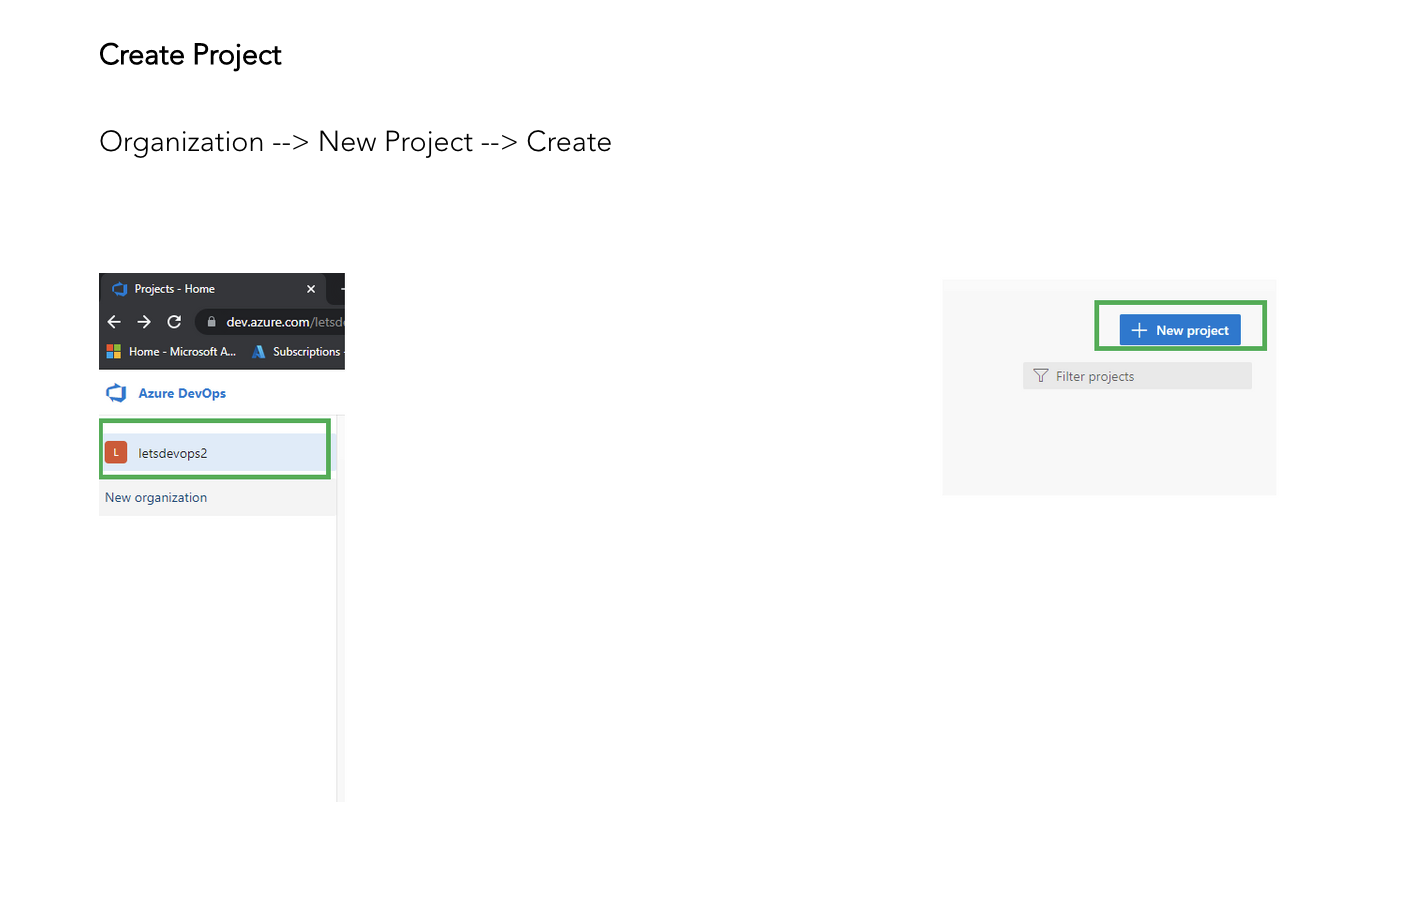 Create Project
Organization --> New Project --> Create
Projects - Home
dev.azure.com/letsd
Home - Microsoft A...
Subscriptions
Azure DevOps
L
letsdevops2
New organization
New project
Filter projects